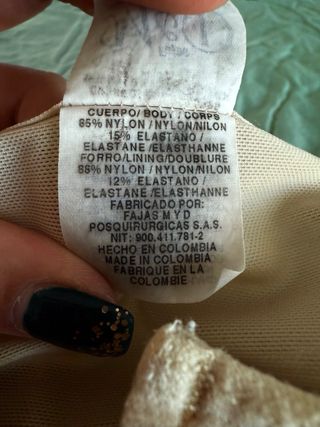 CUERPO/BODY/CORPS
85% NYLON/NYLON/NILON
15% ELASTANO/
ELASTANE/ELASTHANNE
FORRO/LINING/DOUBLURE
88% NYLON/NYLON/NILON
12% ELASTANO/
ELASTANE/ELASTHANNE
FABRICADO POR:
FAJAS MYD
POSQUIRURGICAS S.A.S.
NIT: 900.411.781-2
HECHO EN COLOMBIA
MADE IN COLOMBIA
FABRIQUE EN LA
COLOMBIE